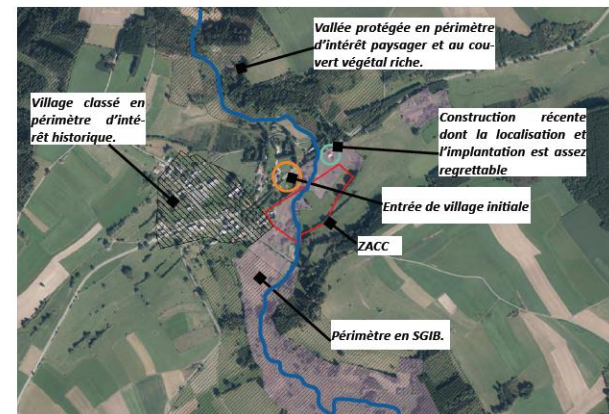 Vallée protégée en périmètre
d'intérêt paysager et au cou-
vert végétal riche.
Village classé en
périmètre d'inté-
rêt historique.
Construction récente
dont la localisation et
l'implantation est assez
regrettable
Entrée de village initiale
ZACC
Périmètre en SGIB.